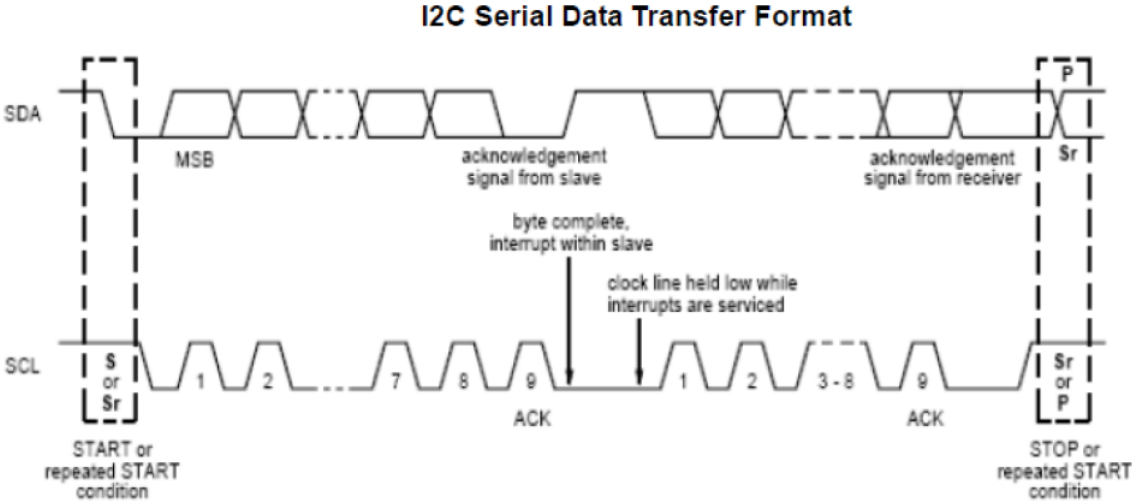 I2C Serial Data Transfer Format
P
SDA
MSB
acknowledgement
signal from slave
acknowledgement
signal from receiver
Sr
byte complete,
interrupt within slave
clock line held low while
interrupts are serviced
SCL
S
or
Sr
1
2
7
8
9
1
2
3 - 8
9
Sr
or
P
ACK
ACK
START or
repeated START
condition
STOP or
repeated START
condition